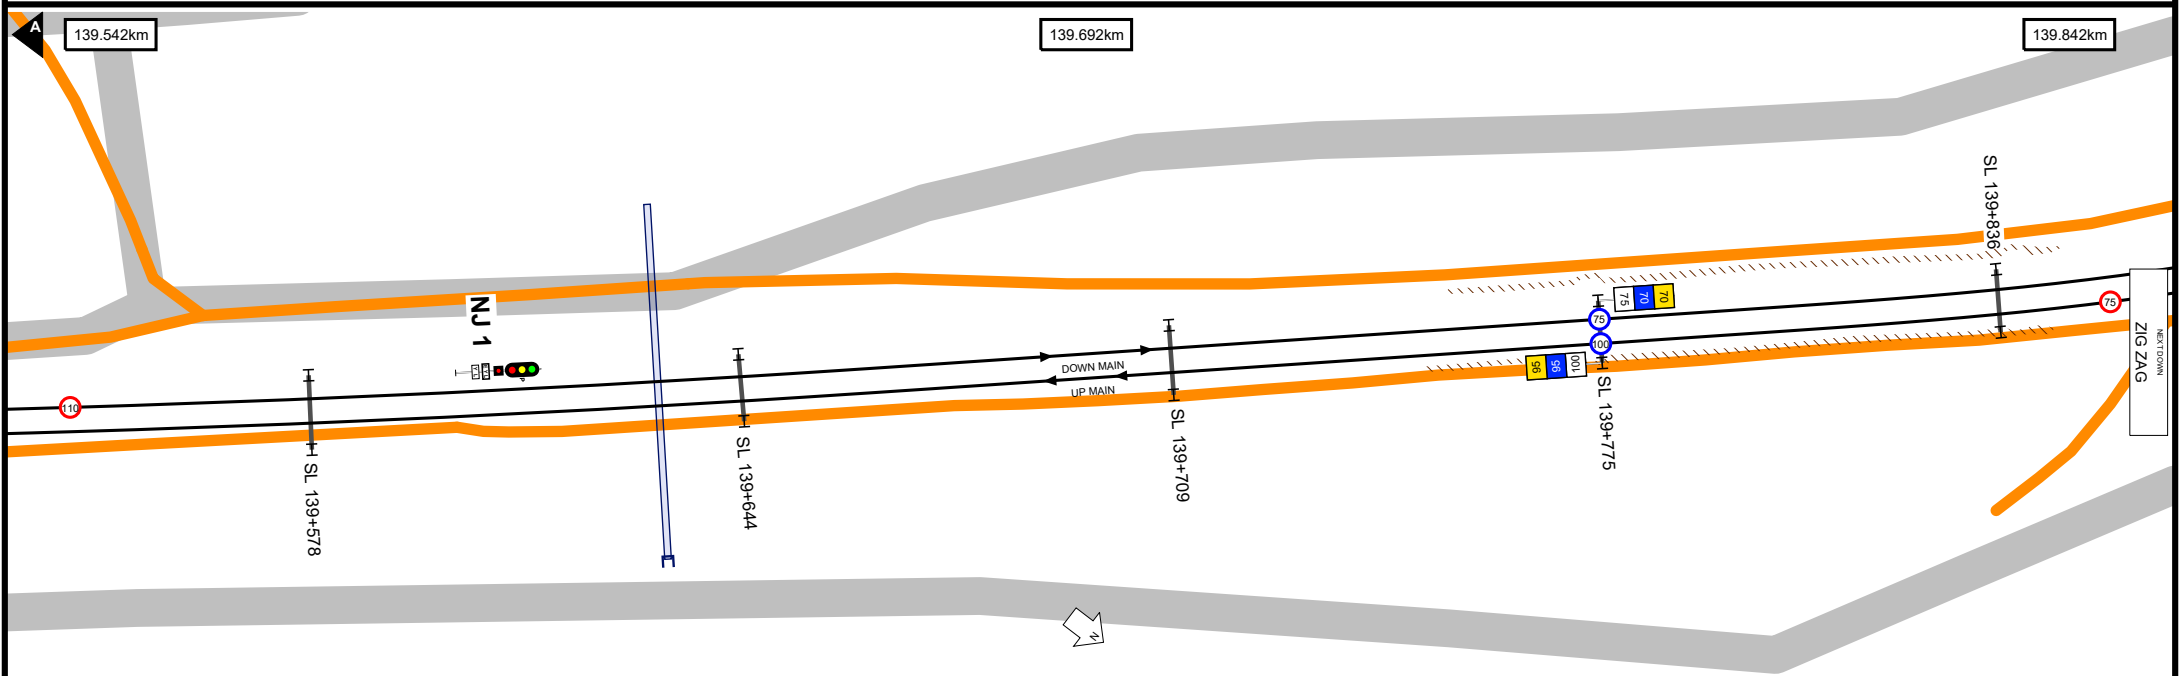 A
139.542km
139.692km
139.842km
SL 139+836
NJ 1
75
70
70
75
75
NEXT DOWN
ZIG ZAG
110
P
DOWN MAIN
UP MAIN
100
95
95
100
SL 139+578
SL 139+644
SL 139+709
SL 139+775
N